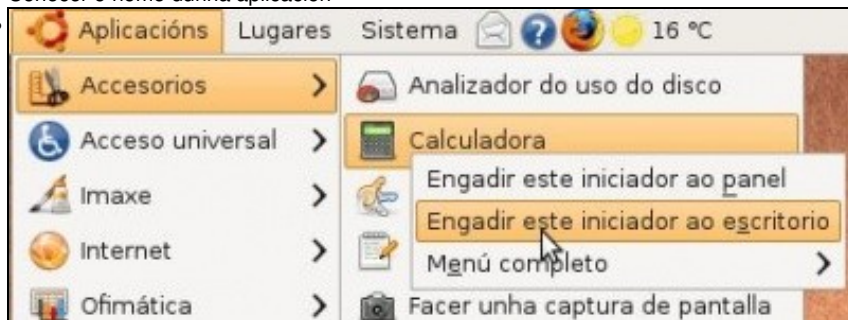 Aplicacións Lugares Sistema 16 ºC
Accesorios
Acceso universal
Imaxe
Internet
Ofimática
Analizador do uso do disco
Calculadora
Engadir este iniciador ao panel
Engadir este iniciador ao escritorio
Menú completo
Facer unha captura de pantalla